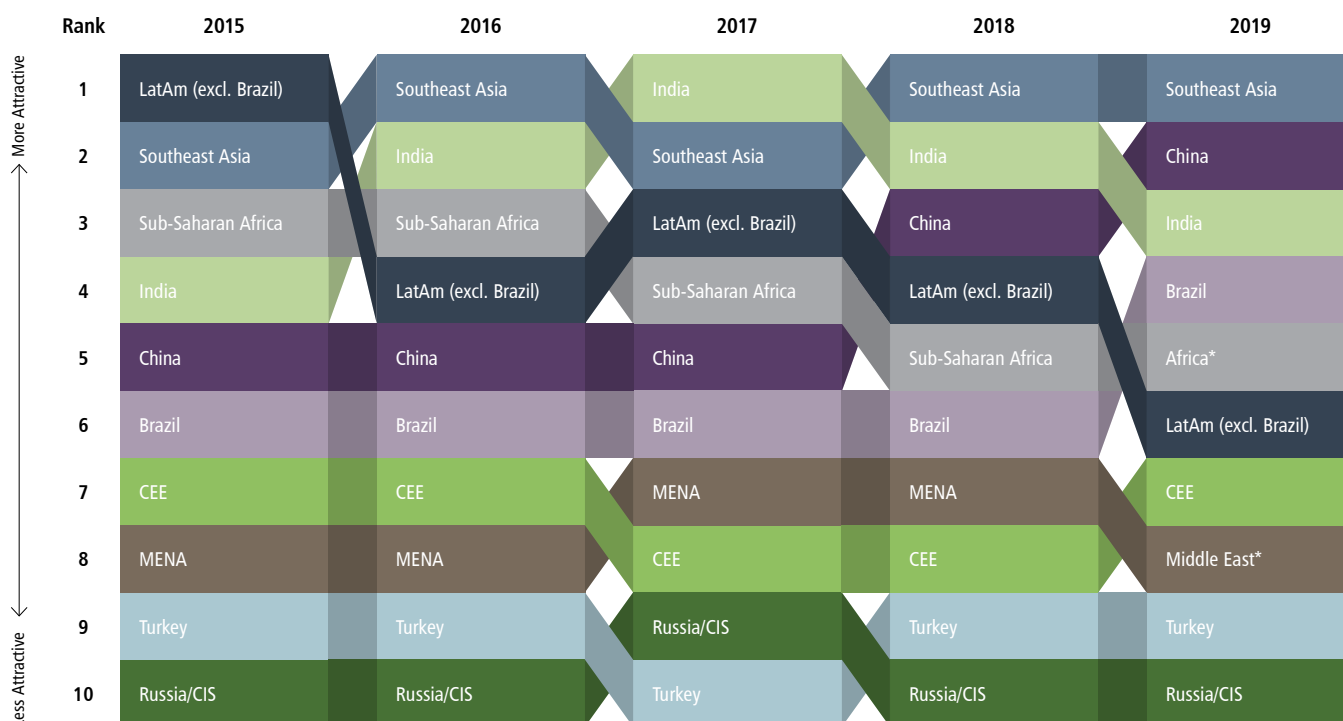 Rank 2015 2016 2017 2018 2019
More Attractive
1 LatAm (excl. Brazil) Southeast Asia India Southeast Asia Southeast Asia
2 Southeast Asia India Southeast Asia India China
3 Sub-Saharan Africa Sub-Saharan Africa LatAm (excl. Brazil) China India
4 India LatAm (excl. Brazil) Sub-Saharan Africa LatAm (excl. Brazil) Brazil
5 China China China Sub-Saharan Africa Africa*
6 Brazil Brazil Brazil Brazil LatAm (excl. Brazil)
7 CEE CEE MENA MENA CEE
8 MENA MENA CEE CEE Middle East*
9 Turkey Turkey Russia/CIS Turkey Turkey
10 Russia/CIS Russia/CIS Turkey Russia/CIS Russia/CIS
ess Attractive